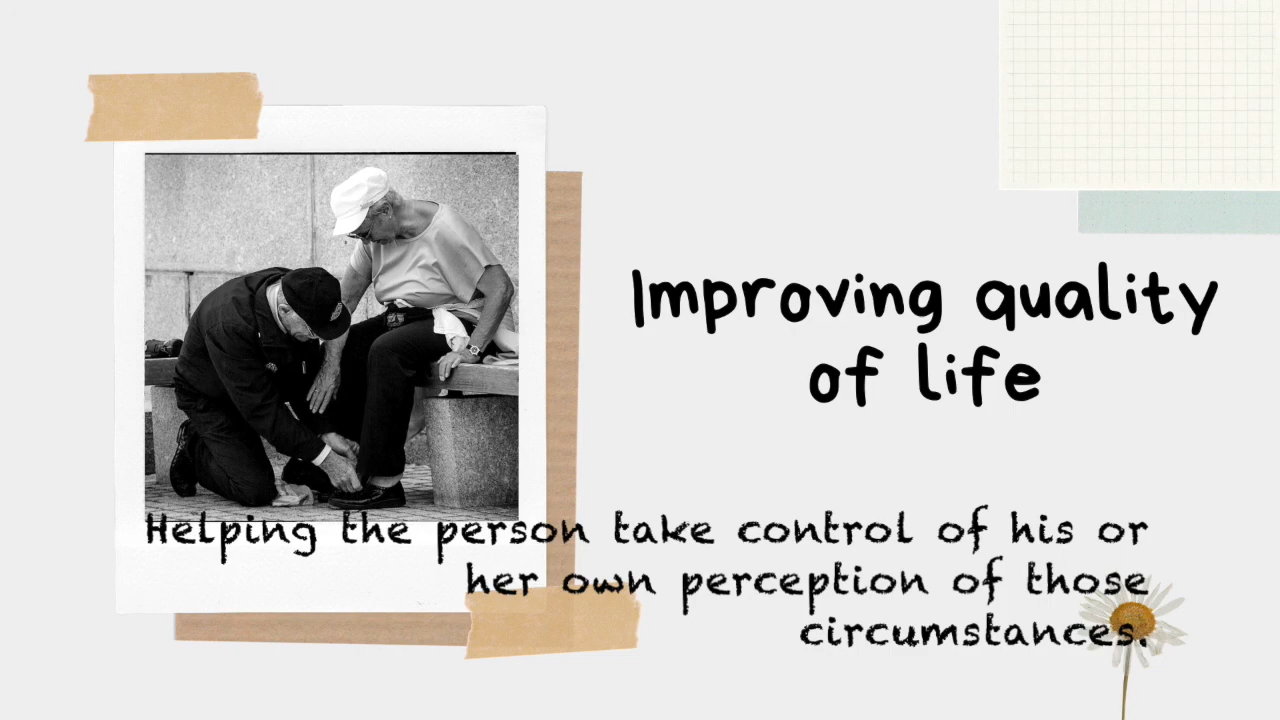 Improving quality
of life
Helping the person take control of his or
her own perception of those
circumstances.